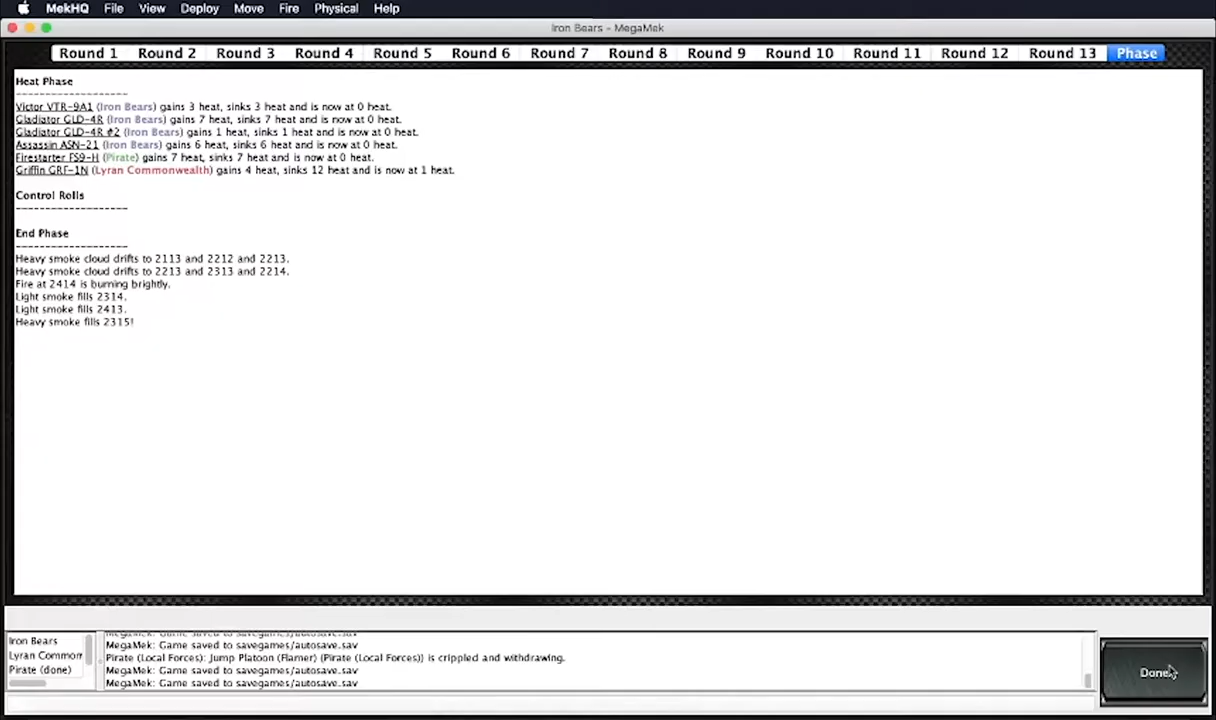 MekHQ File View Deploy Move Fire Physical Help
Iron Bears - MegaMek
Round 1 Round 2 Round 3 Round 4 Round 5 Round 6 Round 7 Round 8 Round 9 Round 10 Round 11 Round 12 Round 13 Phase
Heat Phase
--------------------
Victor VTR-9A1 (Iron Bears) gains 3 heat, sinks 3 heat and is now at 0 heat.
Gladiator GLD-4R (Iron Bears) gains 7 heat, sinks 7 heat and is now at 0 heat.
Gladiator GLD-4R #2 (Iron Bears) gains 1 heat, sinks 1 heat and is now at 0 heat.
Assassin ASN-21 (Iron Bears) gains 6 heat, sinks 6 heat and is now at 0 heat.
Firestarter FS9-H (Pirate) gains 7 heat, sinks 7 heat and is now at 0 heat.
Griffin GRF-1N (Lyran Commonwealth) gains 4 heat, sinks 12 heat and is now at 1 heat.
Control Rolls
--------------------
End Phase
--------------------
Heavy smoke cloud drifts to 2113 and 2212 and 2213.
Heavy smoke cloud drifts to 2213 and 2313 and 2214.
Fire at 2414 is burning brightly.
Light smoke fills 2314.
Light smoke fills 2413.
Heavy smoke fills 2315!
Iron Bears
Lyran Common
Pirate (done)
MegaMek: Game saved to savegames/autosave.sav
MegaMek: Game saved to savegames/autosave.sav
Pirate (Local Forces): Jump Platoon (Flamer) (Pirate (Local Forces)) is crippled and withdrawing.
MegaMek: Game saved to savegames/autosave.sav
MegaMek: Game saved to savegames/autosave.sav
Done